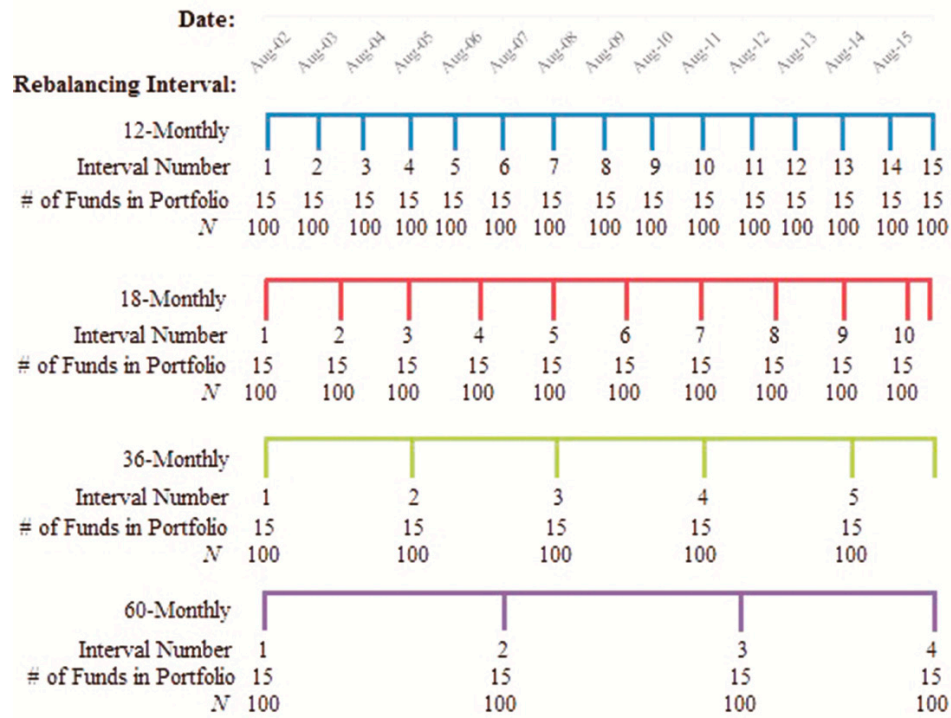 Date:
Aug-02 Aug-03 Aug-04 Aug-05 Aug-06 Aug-07 Aug-08 Aug-09 Aug-10 Aug-11 Aug-12 Aug-13 Aug-14 Aug-15
Rebalancing Interval:
12-Monthly
Interval Number 1 2 3 4 5 6 7 8 9 10 11 12 13 14 15
# of Funds in Portfolio 15 15 15 15 15 15 15 15 15 15 15 15 15 15 15
N 100 100 100 100 100 100 100 100 100 100 100 100 100 100 100
18-Monthly
Interval Number 1 2 3 4 5 6 7 8 9 10
# of Funds in Portfolio 15 15 15 15 15 15 15 15 15 15
N 100 100 100 100 100 100 100 100 100 100
36-Monthly
Interval Number 1 2 3 4 5
# of Funds in Portfolio 15 15 15 15 15
N 100 100 100 100 100
60-Monthly
Interval Number 1 2 3 4
# of Funds in Portfolio 15 15 15 15
N 100 100 100 100